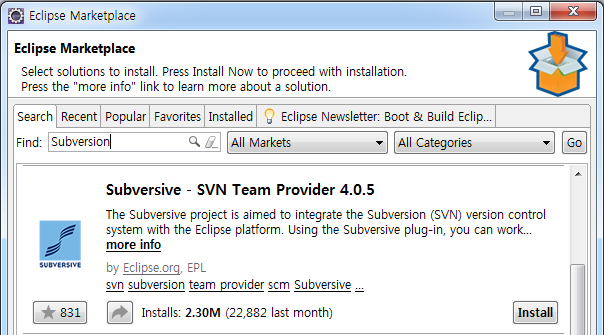 Eclipse Marketplace
Eclipse Marketplace
Select solutions to install. Press Install Now to proceed with installation.
Press the "more info" link to learn more about a solution.
Search Recent Popular Favorites Installed Eclipse Newsletter: Boot & Build Eclip...
Find: Subversion All Markets All Categories Go
Subversive - SVN Team Provider 4.0.5
The Subversive project is aimed to integrate the Subversion (SVN) version control
system with the Eclipse platform. Using the Subversive plug-in, you can work...
more info
SUBVERSIVE
by Eclipse.org, EPL
svn subversion team provider scm Subversive ...
831 Installs: 2.30M (22,882 last month) Install